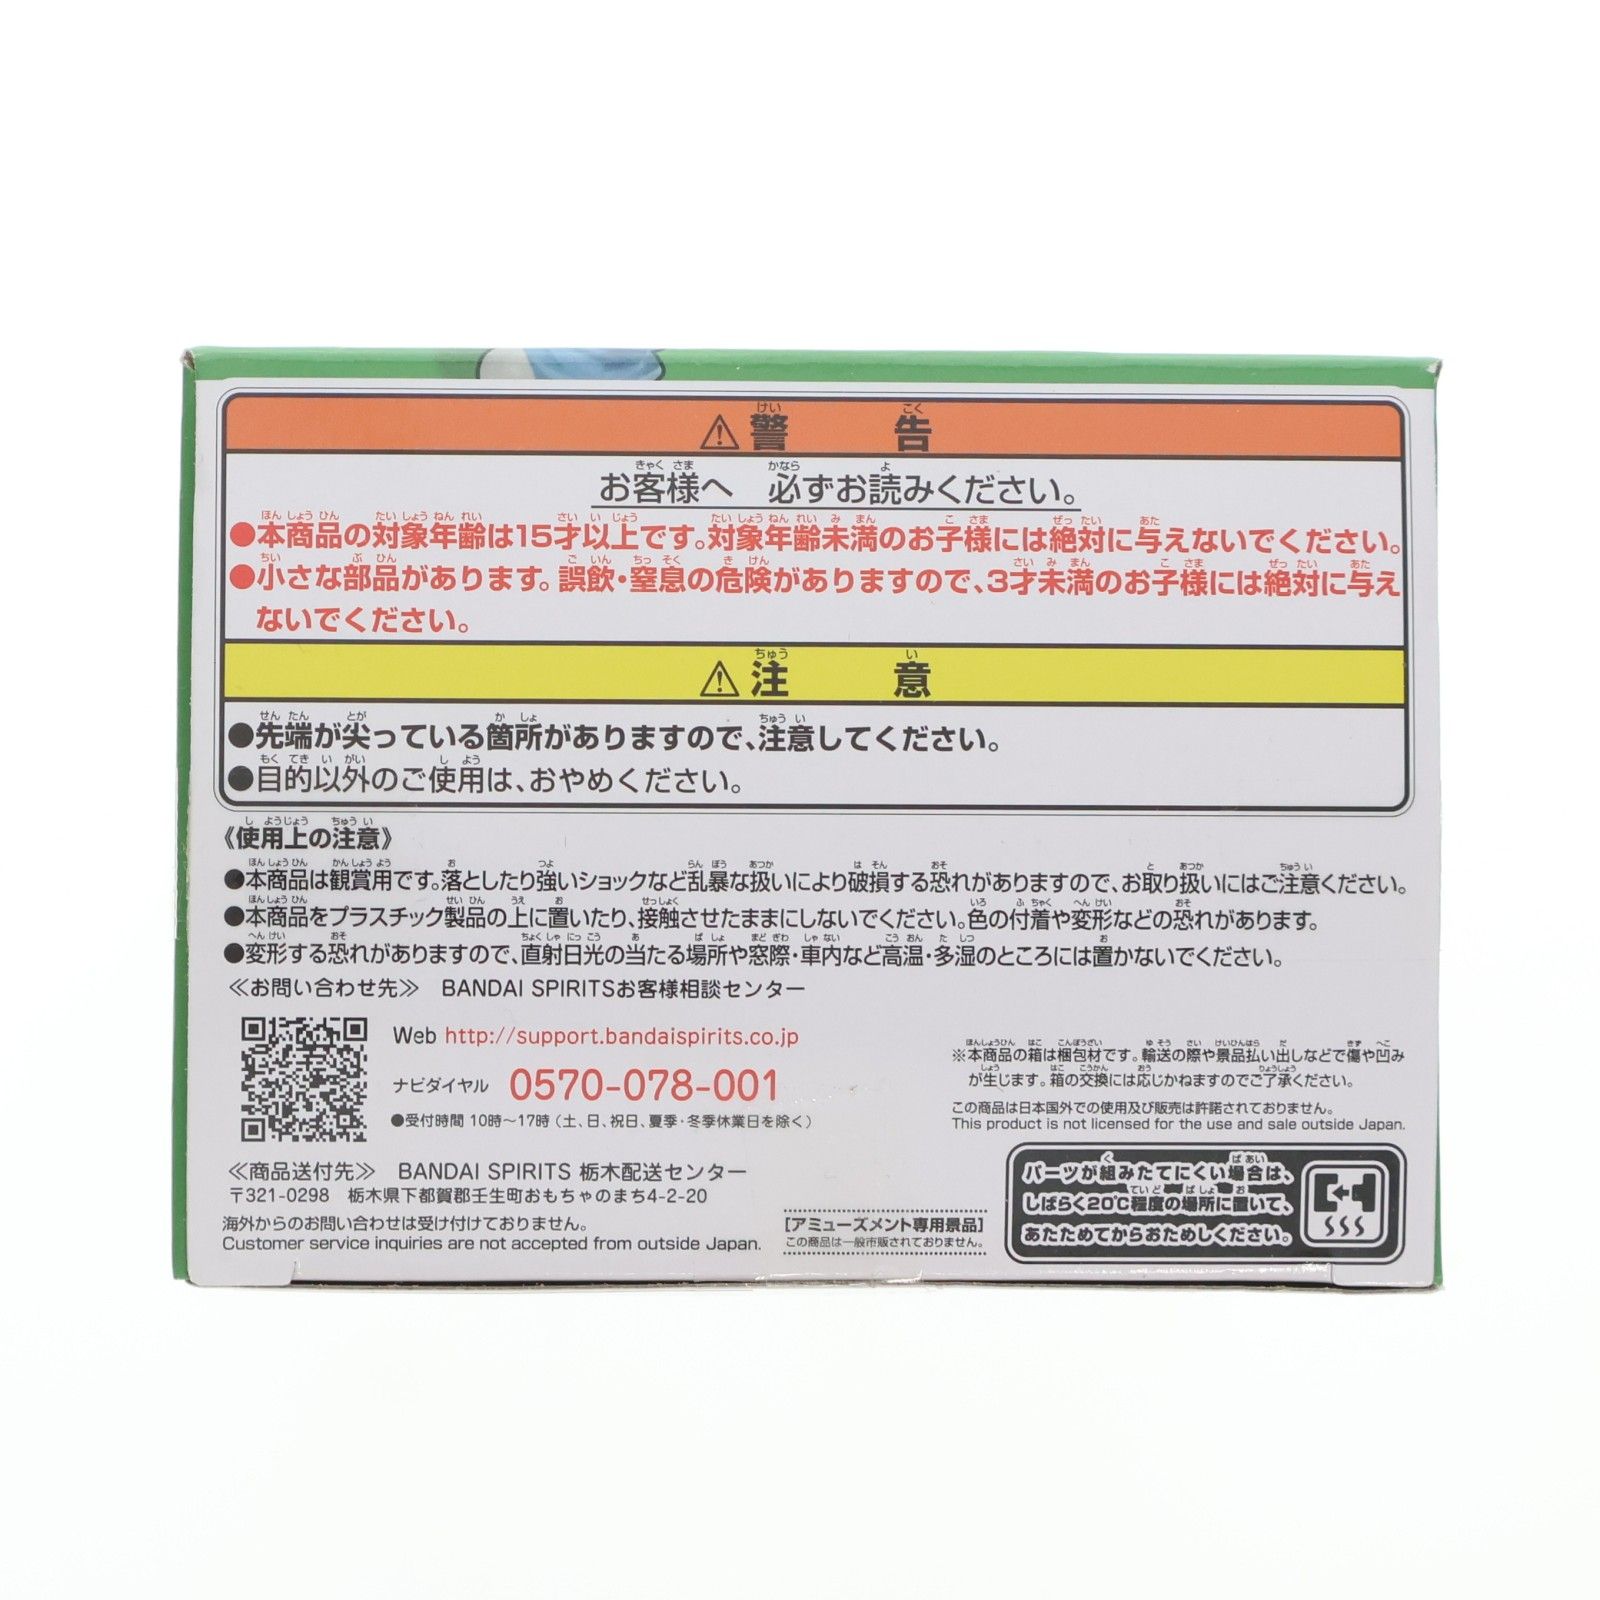 ⚠警告
お客様へ 必ずお読みください。
●本商品の対象年齢は15才以上です。対象年齢未満のお子様には絶対に与えないでください。
●小さな部品があります。誤飲・窒息の危険がありますので、3才未満のお子様には絶対に与え
ないでください。
⚠注意
●先端が尖っている箇所がありますので、注意してください。
●目的以外のご使用は、おやめください。
《使用上の注意》
●本商品は観賞用です。落としたり強いショックなど乱暴な扱いにより破損する恐れがありますので、お取り扱いにはご注意ください。
●本商品をプラスチック製品の上に置いたり、接触させたままにしないでください。色の付着や変形などの恐れがあります。
●変形する恐れがありますので、直射日光の当たる場所や窓際・車内など高温・多湿のところには置かないでください。
≪お問い合わせ先≫ BANDAI SPIRITSお客様相談センター
Web http://support.bandaispirits.co.jp
ナビダイヤル 0570-078-001
●受付時間 10時〜17時(土、日、祝日、夏季・冬季休業日を除く)
≪商品送付先≫ BANDAI SPIRITS 栃木配送センター
〒321-0298 栃木県下都賀郡壬生町おもちゃのまち4-2-20
海外からのお問い合わせは受け付けておりません。
Customer service inquiries are not accepted from outside Japan.
[アミューズメント専用景品]
この商品は一般市販されておりません。
※本商品の箱は梱包材です。輸送の際や景品払い出しなどで傷や凹み
が生じます。箱の交換には応じかねますのでご了承ください。
この商品は日本国外での使用及び販売は許諾されておりません。
This product is not licensed for the use and sale outside Japan.
パーツが組みたてにくい場合は、
しばらく20℃程度の場所に置いて、
あたためてからおためしください。